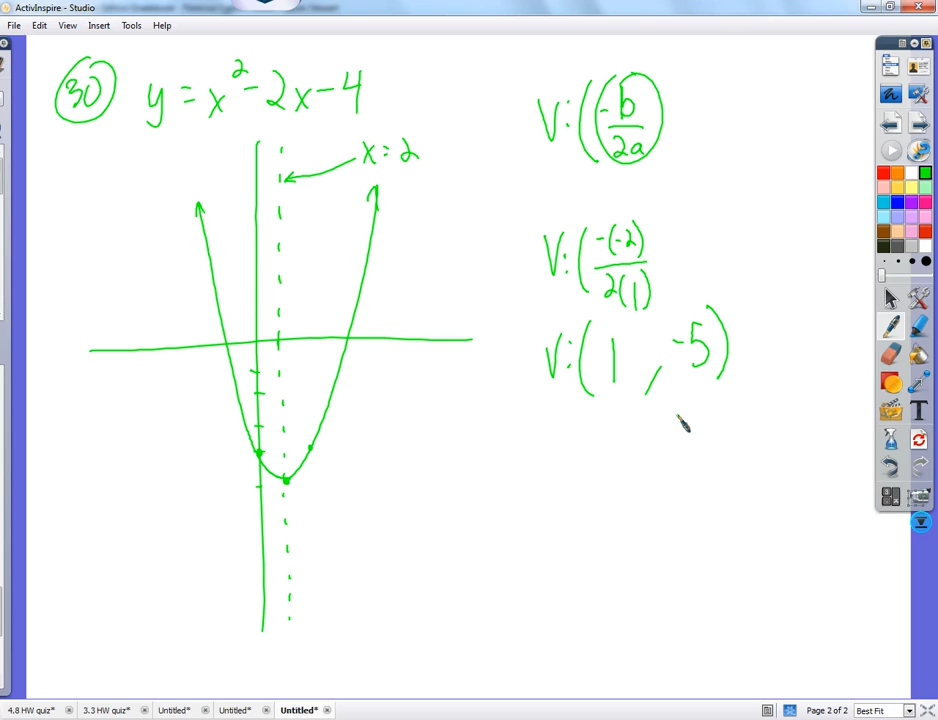 ActivInspire - Studio
File Edit View Insert Tools Help
30 y = x² - 2x - 4
x = 2
V: ( -b
2a
V: ( -(-2)
2(1)
V: ( 1 , -5 )
4.8 HW quiz* 3.3 HW quiz* Untitled* Untitled* Untitled* Page 2 of 2 Best Fit